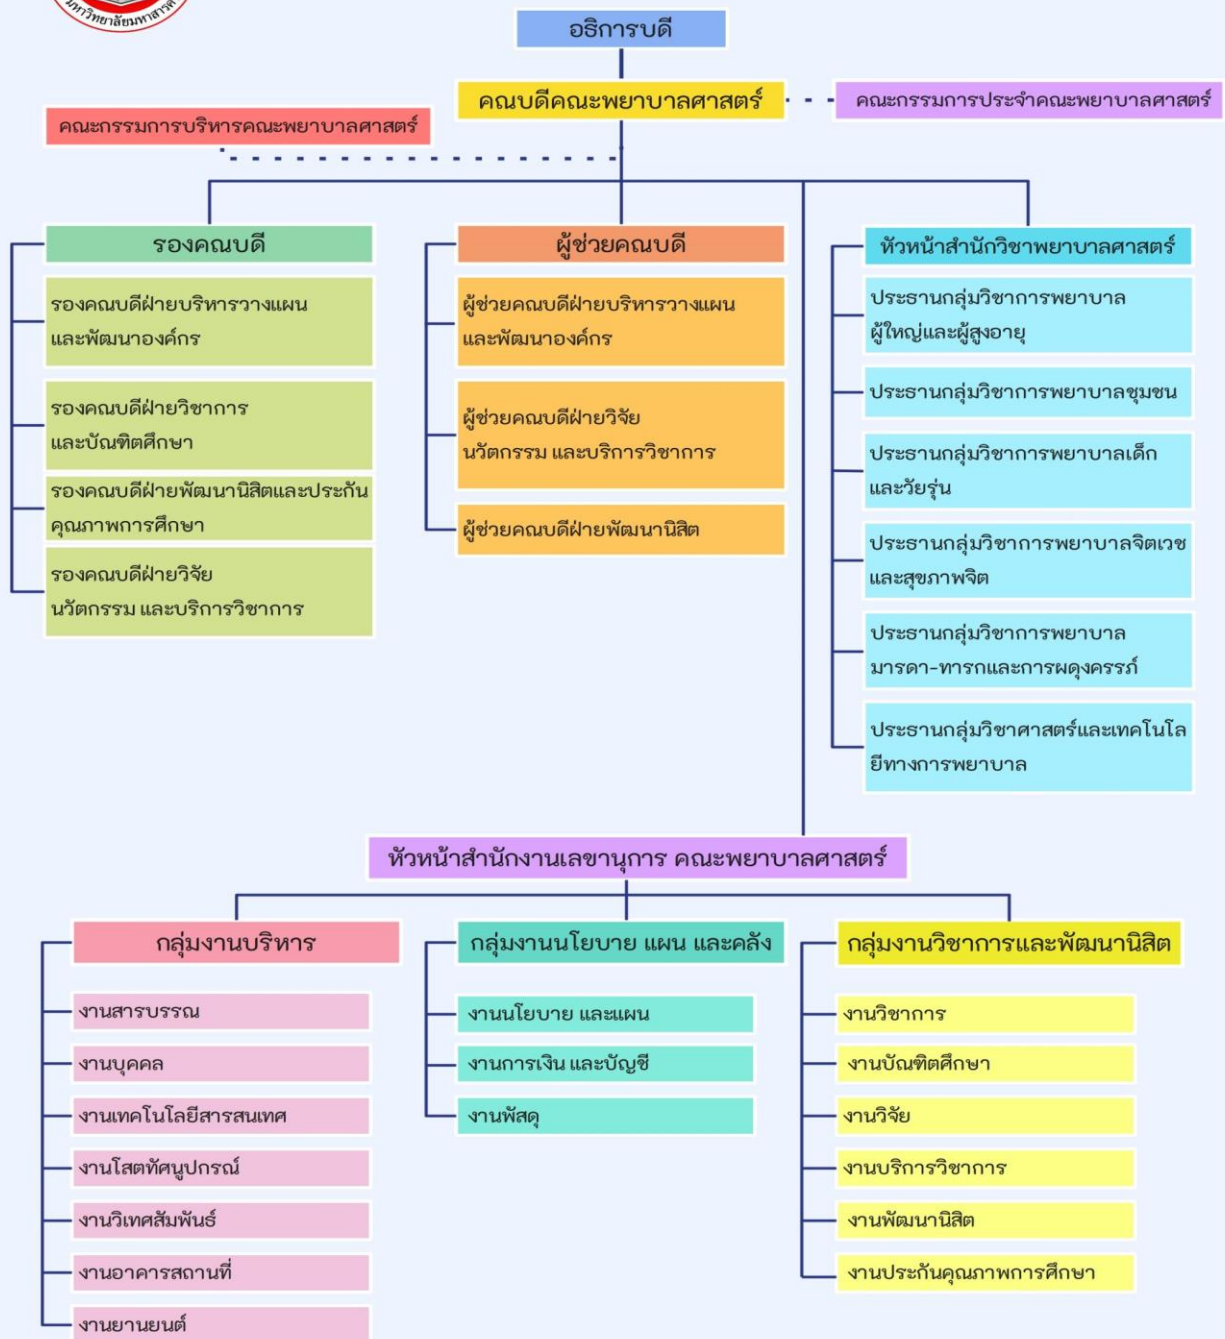 มหาวิทยาลัยมหาสารค
อธิการบดี
คณบดีคณะพยาบาลศาสตร์
คณะกรรมการประจำคณะพยาบาลศาสตร์
คณะกรรมการบริหารคณะพยาบาลศาสตร์
รองคณบดี
รองคณบดีฝ่ายบริหารวางแผน
และพัฒนาองค์กร
รองคณบดีฝ่ายวิชาการ
และบัณฑิตศึกษา
รองคณบดีฝ่ายพัฒนานิสิตและประกัน
คุณภาพการศึกษา
รองคณบดีฝ่ายวิจัย
นวัตกรรม และบริการวิชาการ
ผู้ช่วยคณบดี
ผู้ช่วยคณบดีฝ่ายบริหารวางแผน
และพัฒนาองค์กร
ผู้ช่วยคณบดีฝ่ายวิจัย
นวัตกรรม และบริการวิชาการ
ผู้ช่วยคณบดีฝ่ายพัฒนานิสิต
หัวหน้าสำนักวิชาพยาบาลศาสตร์
ประธานกลุ่มวิชาการพยาบาล
ผู้ใหญ่และผู้สูงอายุ
ประธานกลุ่มวิชาการพยาบาลชุมชน
ประธานกลุ่มวิชาการพยาบาลเด็ก
และวัยรุ่น
ประธานกลุ่มวิชาการพยาบาลจิตเวช
และสุขภาพจิต
ประธานกลุ่มวิชาการพยาบาล
มารดา-ทารกและการผดุงครรภ์
ประธานกลุ่มวิชาศาสตร์และเทคโนโล
ยีทางการพยาบาล
หัวหน้าสำนักงานเลขานุการ คณะพยาบาลศาสตร์
กลุ่มงานบริหาร
งานสารบรรณ
งานบุคคล
งานเทคโนโลยีสารสนเทศ
งานโสตทัศนูปกรณ์
งานวิเทศสัมพันธ์
งานอาคารสถานที่
งานยานยนต์
กลุ่มงานนโยบาย แผน และคลัง
งานนโยบาย และแผน
งานการเงิน และบัญชี
งานพัสดุ
กลุ่มงานวิชาการและพัฒนานิสิต
งานวิชาการ
งานบัณฑิตศึกษา
งานวิจัย
งานบริการวิชาการ
งานพัฒนานิสิต
งานประกันคุณภาพการศึกษา